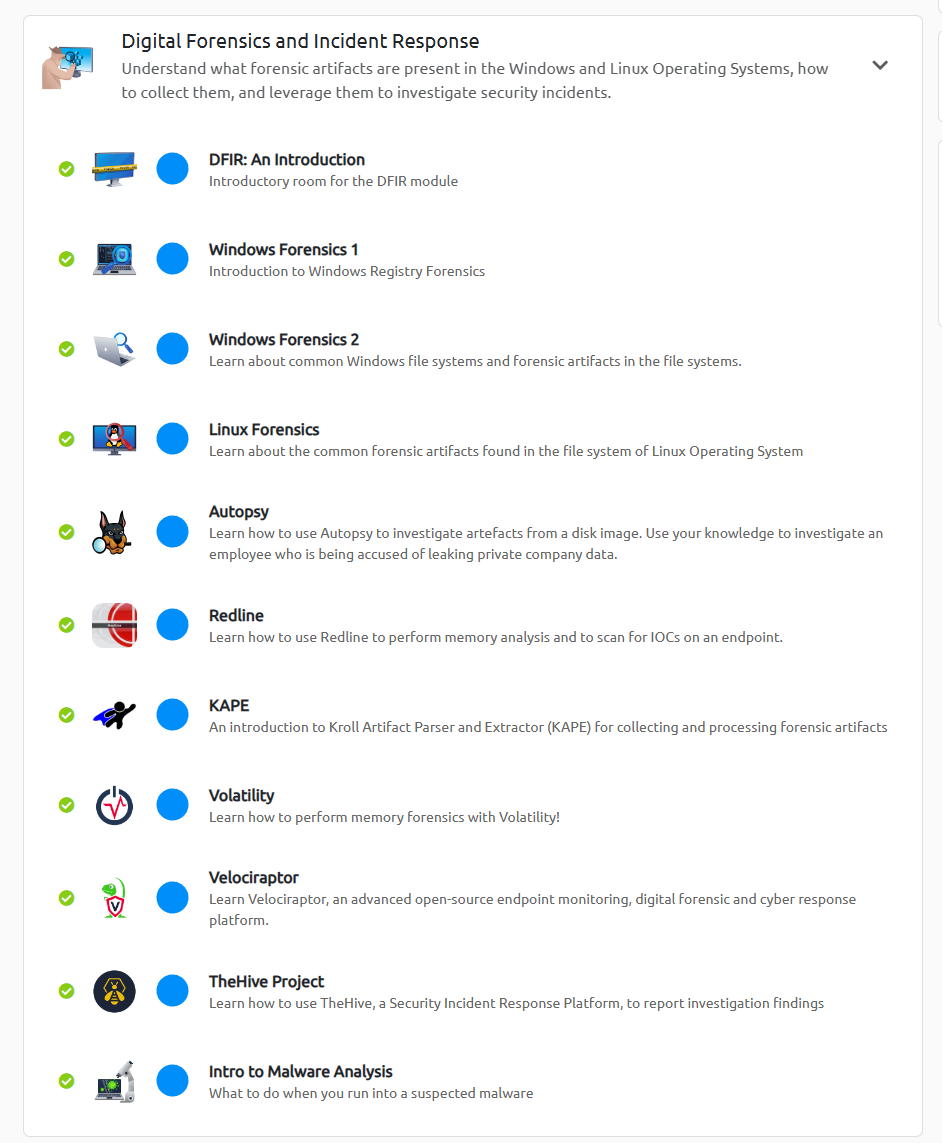 Digital Forensics and Incident Response
Understand what forensic artifacts are present in the Windows and Linux Operating Systems, how
to collect them, and leverage them to investigate security incidents.
DFIR: An Introduction
Introductory room for the DFIR module
Windows Forensics 1
Introduction to Windows Registry Forensics
Windows Forensics 2
Learn about common Windows file systems and forensic artifacts in the file systems.
Linux Forensics
Learn about the common forensic artifacts found in the file system of Linux Operating System
Autopsy
Learn how to use Autopsy to investigate artefacts from a disk image. Use your knowledge to investigate an
employee who is being accused of leaking private company data.
Redline
Learn how to use Redline to perform memory analysis and to scan for IOCs on an endpoint.
KAPE
An introduction to Kroll Artifact Parser and Extractor (KAPE) for collecting and processing forensic artifacts
Volatility
Learn how to perform memory forensics with Volatility!
Velociraptor
Learn Velociraptor, an advanced open-source endpoint monitoring, digital forensic and cyber response
platform.
V
TheHive Project
Learn how to use TheHive, a Security Incident Response Platform, to report investigation findings
Intro to Malware Analysis
What to do when you run into a suspected malware